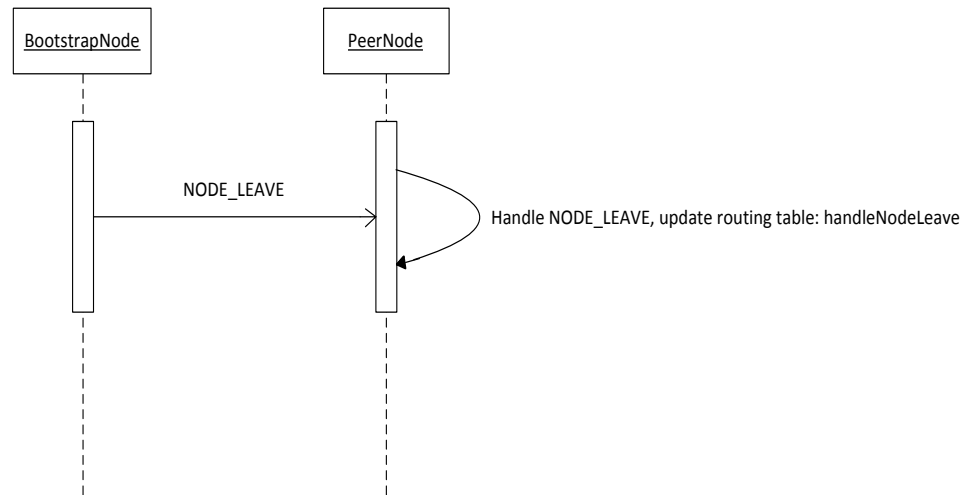 BootstrapNode
PeerNode
NODE_LEAVE
Handle NODE_LEAVE, update routing table: handleNodeLeave